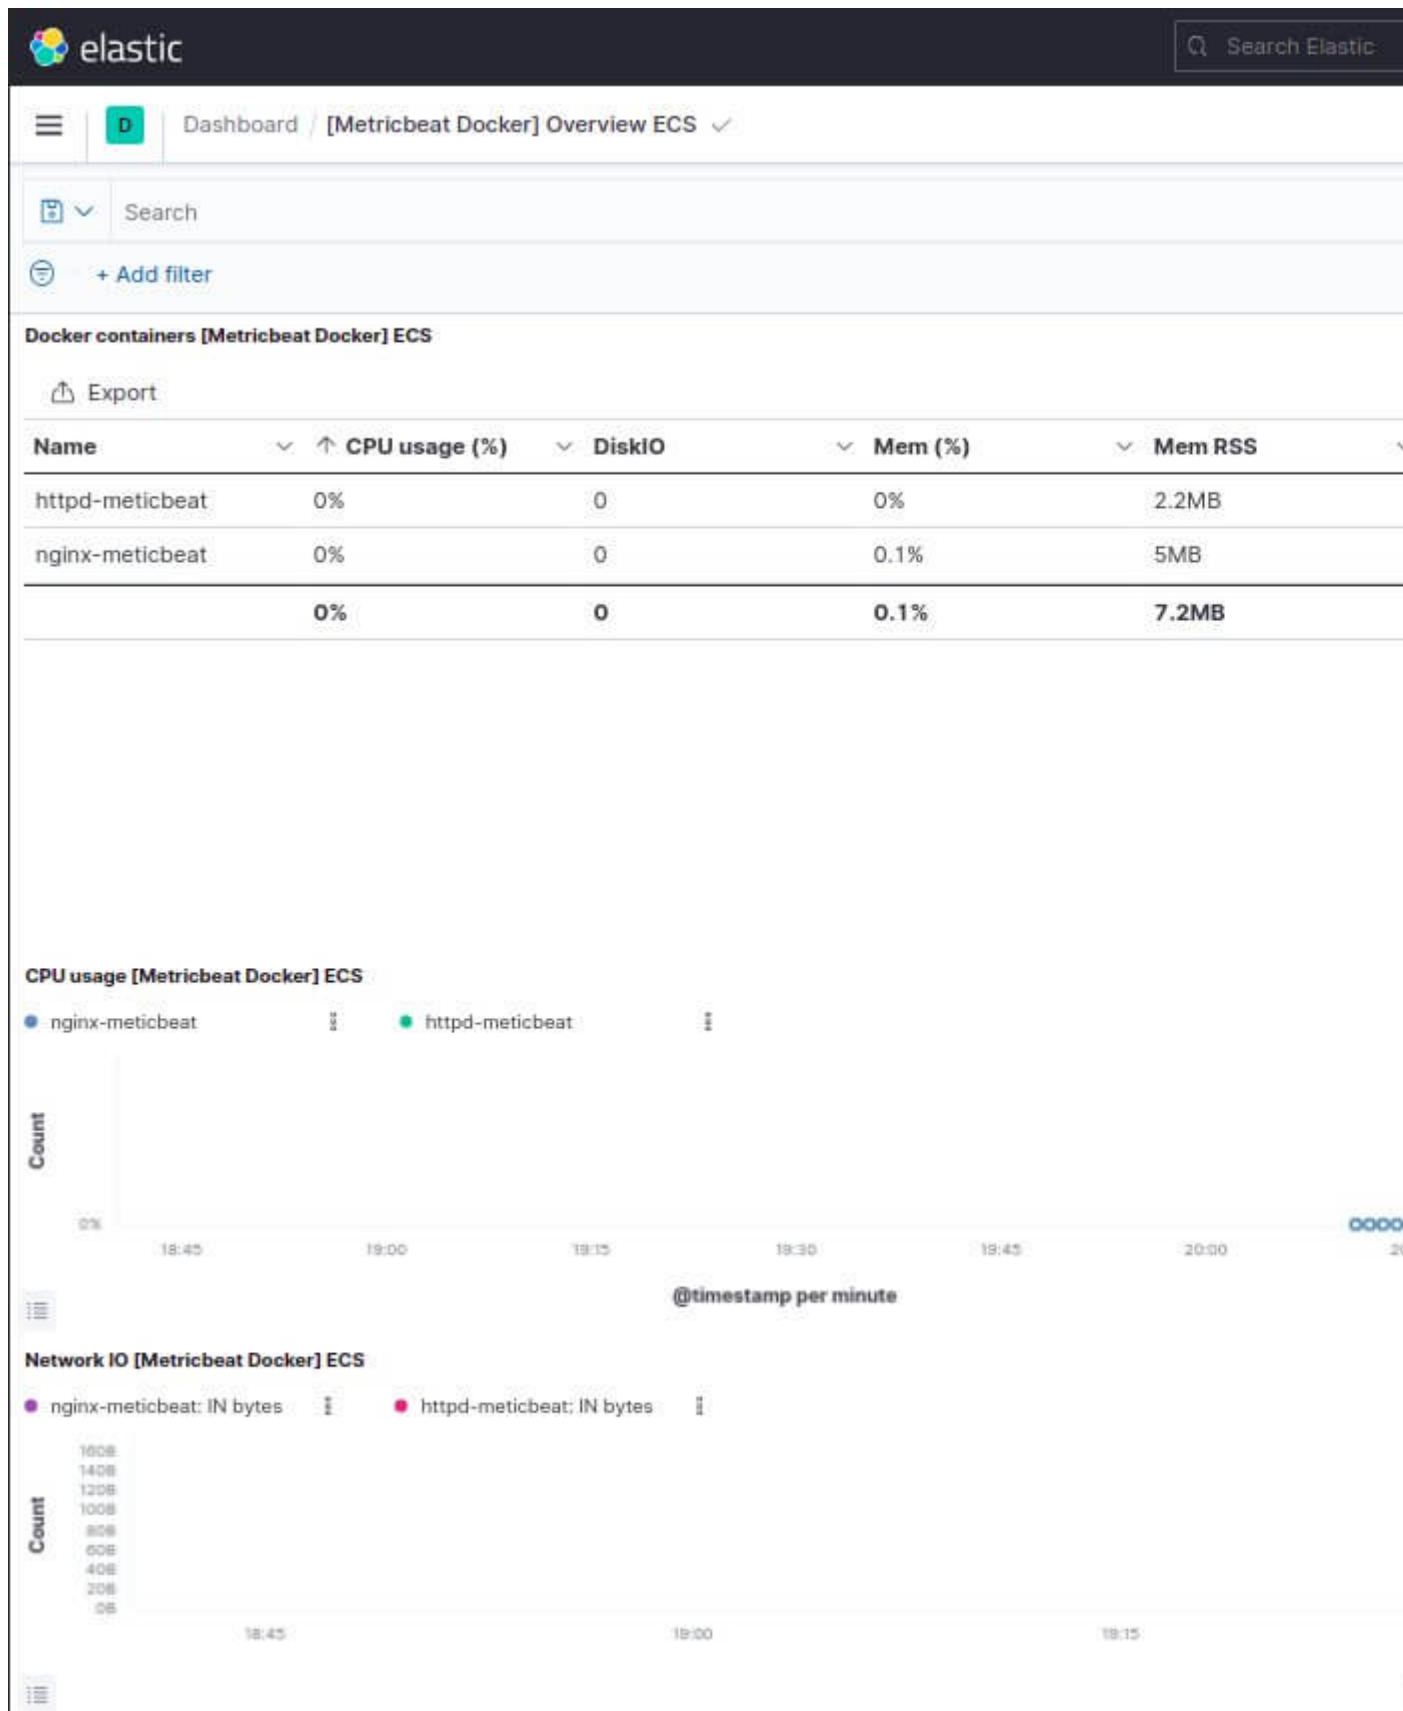 elastic
Search Elastic
D
Dashboard / [Metricbeat Docker] Overview ECS
Search
+ Add filter
Docker containers [Metricbeat Docker] ECS
Export
Name CPU usage (%) DiskIO Mem (%) Mem RSS
httpd-meticbeat 0% 0 0% 2.2MB
nginx-meticbeat 0% 0 0.1% 5MB
0% 0 0.1% 7.2MB
CPU usage [Metricbeat Docker] ECS
nginx-meticbeat httpd-meticbeat
Count
0%
18:45 19:00 19:15 19:30 19:45 20:00
@timestamp per minute
Network IO [Metricbeat Docker] ECS
nginx-meticbeat: IN bytes httpd-meticbeat: IN bytes
Count
160B
140B
120B
100B
80B
60B
40B
20B
0B
18:45 19:00 19:15